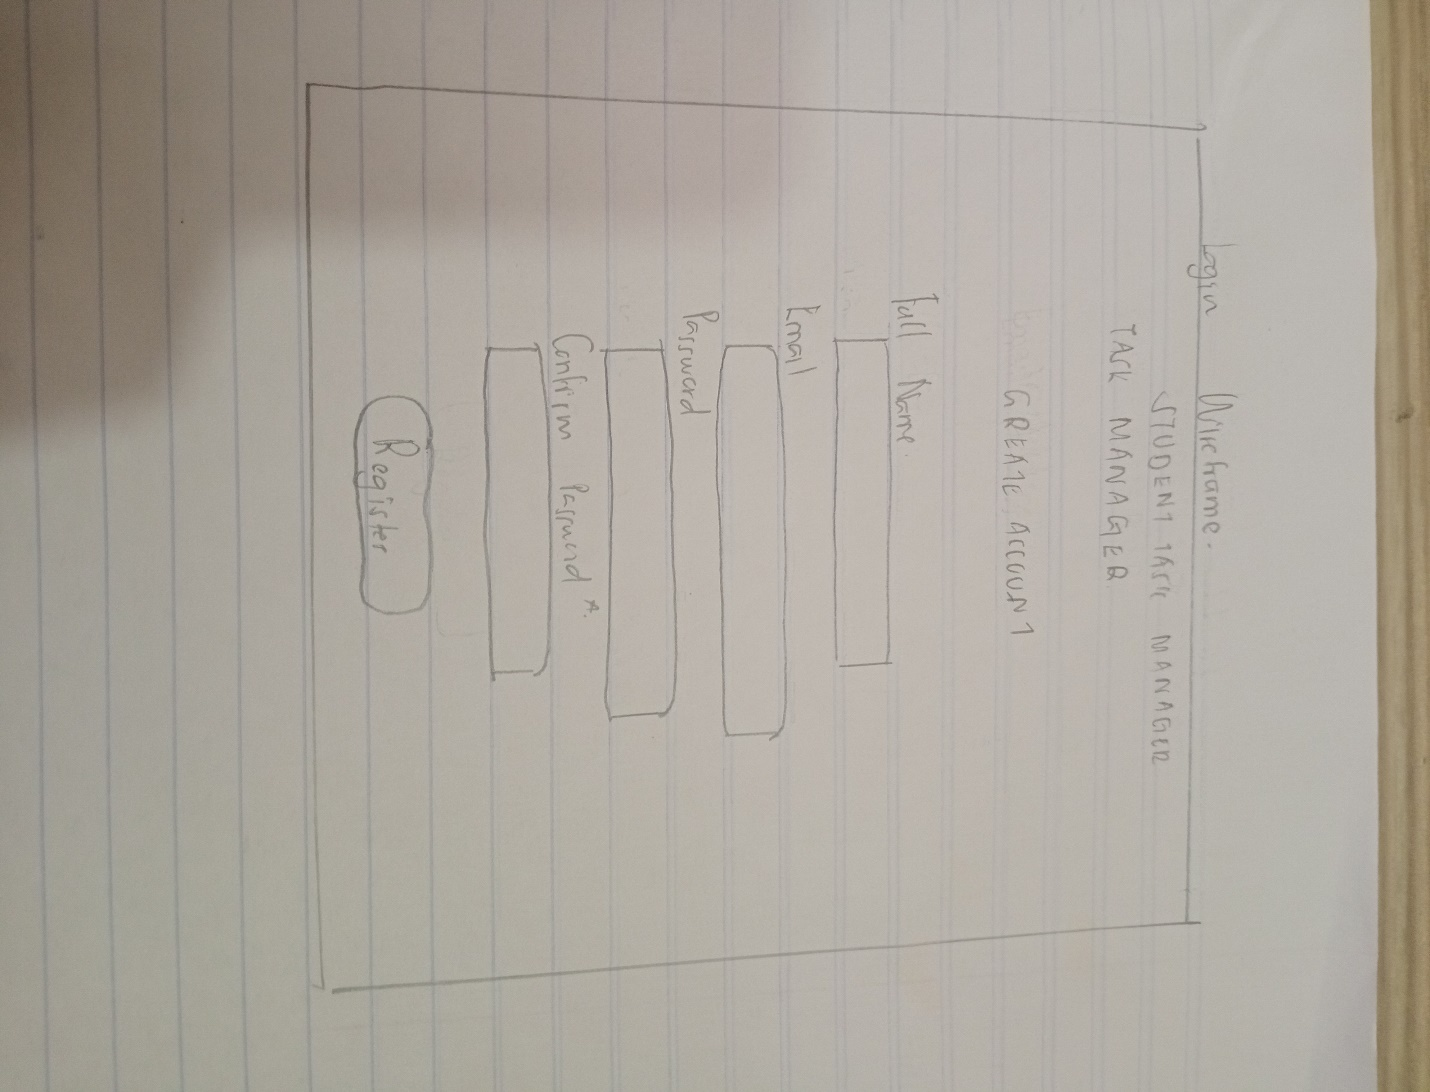 Login Wireframe.
STUDENT TASK MANAGER
TASK MANAGER
CREATE ACCOUNT
Full Name.
Email
Password
Confirm Password *.
Register